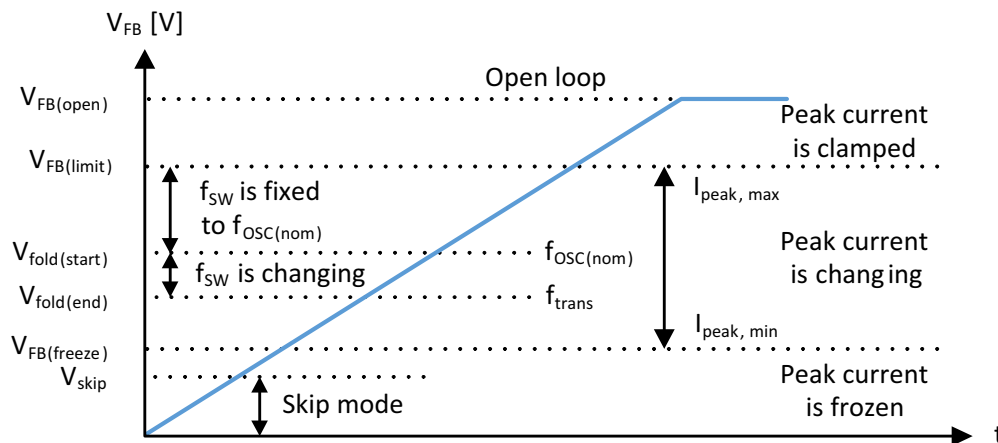 V_FB [V]
Open loop
V_FB(open)
Peak current
is clamped
V_FB(limit)
f_SW is fixed
to f_OSC(nom)
I_peak, max
V_fold(start)
f_OSC(nom)
Peak current
is changing
f_SW is changing
V_fold(end)
f_trans
I_peak, min
V_FB(freeze)
V_skip
Skip mode
Peak current
is frozen
t